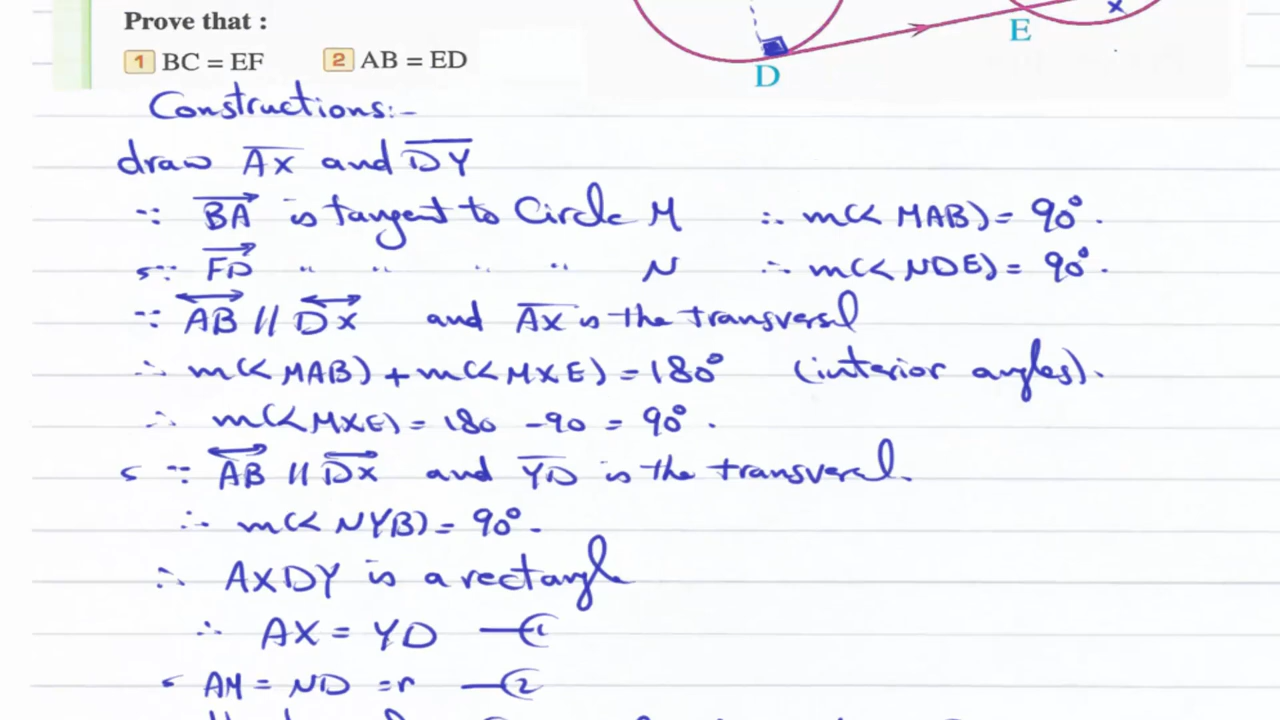 Prove that :
1 BC = EF 2 AB = ED
D
E
x
Constructions:-
draw AX and DY
∵ BA is tangent to Circle M ∴ m(< MAB) = 90°.
, ∵ FD " " " " N ∴ m(< NDE) = 90°.
∵ AB // DX and AX is the transversal
∴ m(< MAB) + m(< MXE) = 180° (interior angles).
∴ m(< MXE) = 180 - 90 = 90°.
, ∵ AB // DX and YD is the transversal.
∴ m(< NYB) = 90°.
∴ AXDY is a rectangle
∴ AX = YD —①
, AM = ND = r —②